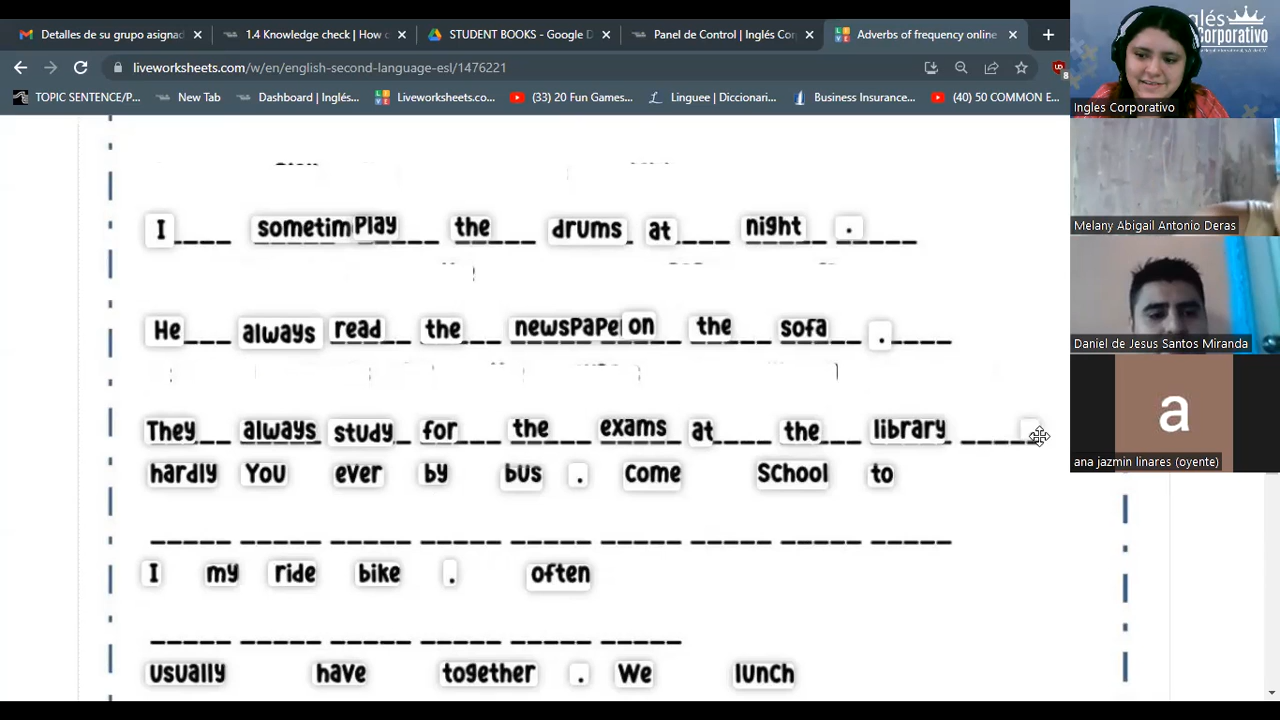 Detalles de su grupo asignad
1.4 Knowledge check | How c
STUDENT BOOKS - Google D
Panel de Control | Inglés Cor
Adverbs of frequency online
liveworksheets.com/w/en/english-second-language-esl/1476221
TOPIC SENTENCE/P...
New Tab
Dashboard | Inglés...
Liveworksheets.co...
(33) 20 Fun Games...
Linguee | Diccionari...
Business Insurance...
(40) 50 COMMON E...
8
Ingles Corporativo
Melany Abigail Antonio Deras
Daniel de Jesus Santos Miranda
a
ana jazmin linares (oyente)
I sometim Play the drums at night .
He always read the newspape on the sofa .
They always study for the exams at the library
hardly You ever by bus . Come School to
I my ride bike . often
usually have together . We lunch